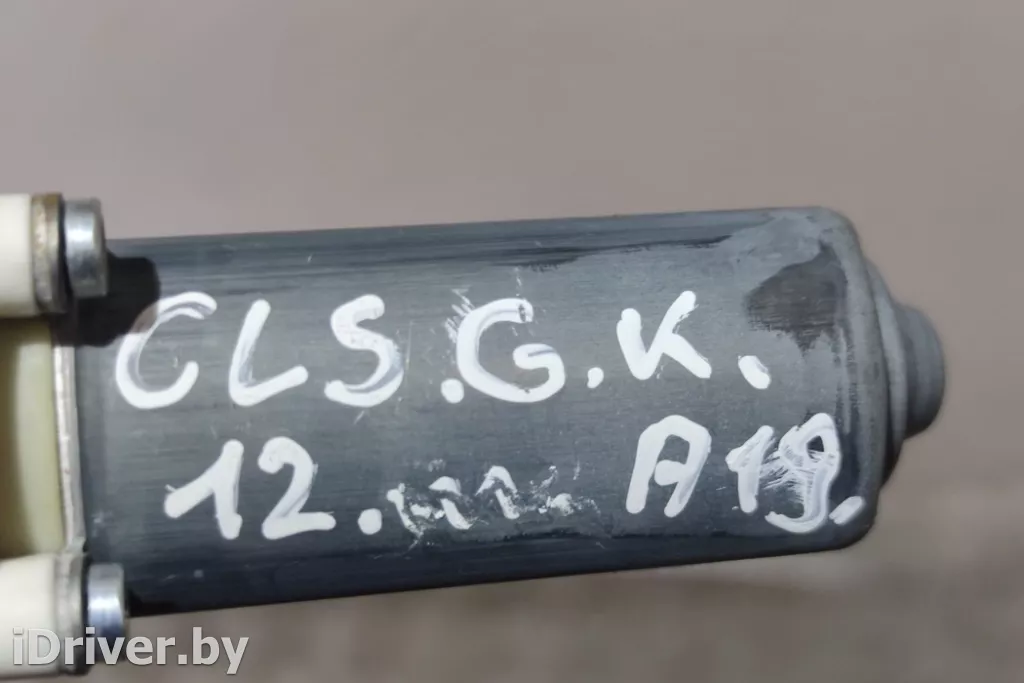 CLS.G.K.
12. A19.
iDriver.by